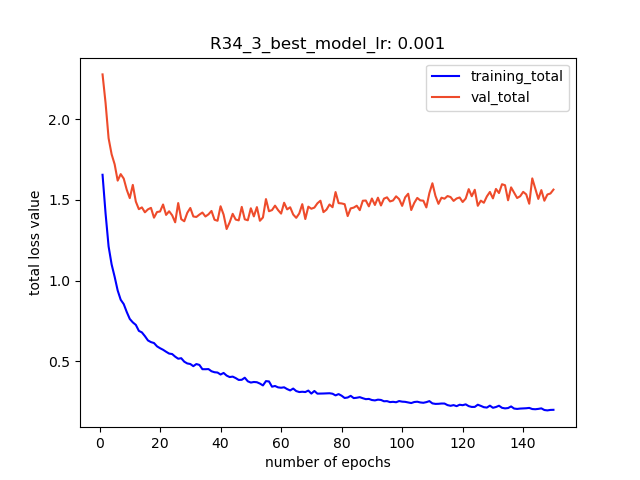 R34_3_best_model_lr: 0.001
training_total
val_total
total loss value
2.0
1.5
1.0
0.5
0 20 40 60 80 100 120 140
number of epochs